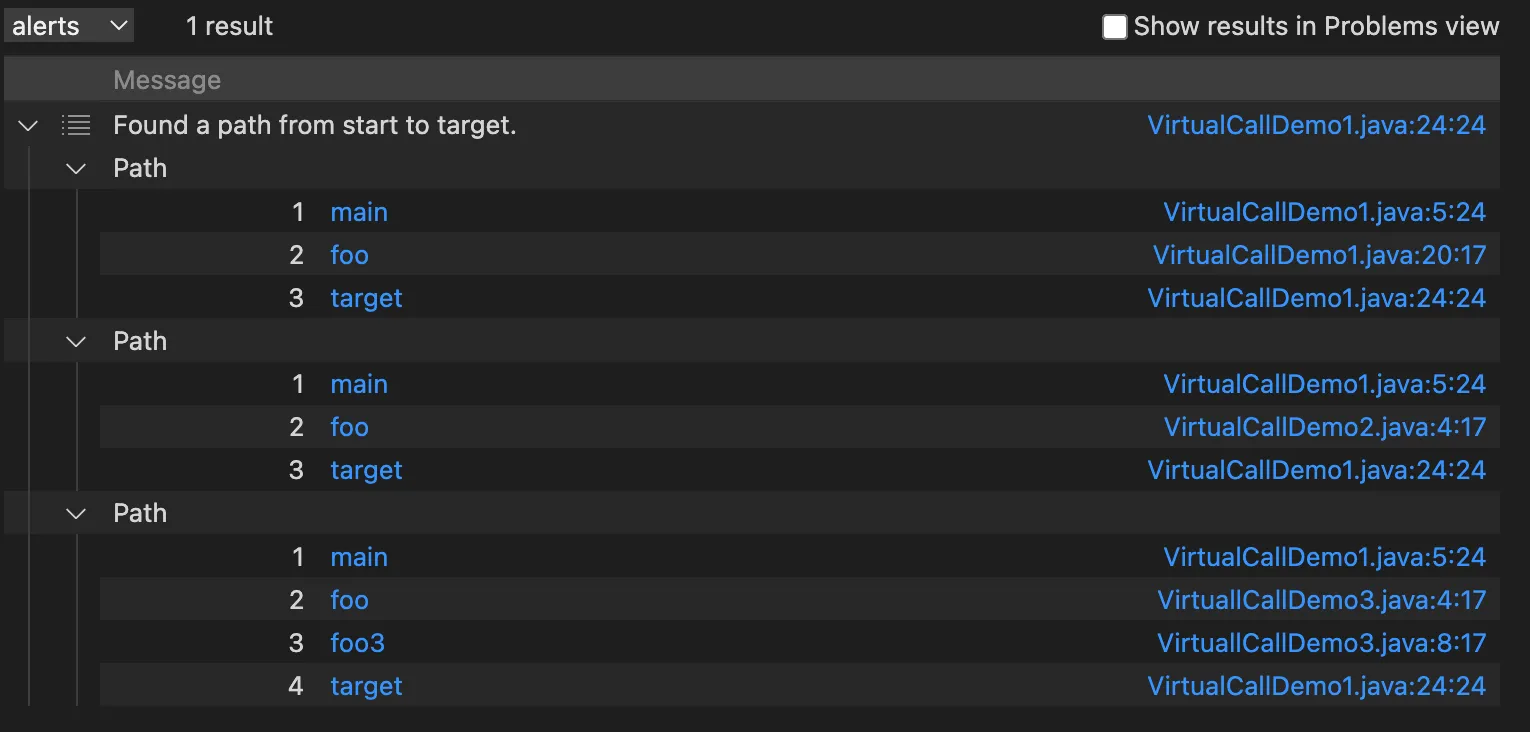 alerts 1 result Show results in Problems view
Message
Found a path from start to target. VirtualCallDemo1.java:24:24
Path
1 main VirtualCallDemo1.java:5:24
2 foo VirtualCallDemo1.java:20:17
3 target VirtualCallDemo1.java:24:24
Path
1 main VirtualCallDemo1.java:5:24
2 foo VirtualCallDemo2.java:4:17
3 target VirtualCallDemo1.java:24:24
Path
1 main VirtualCallDemo1.java:5:24
2 foo VirtuallCallDemo3.java:4:17
3 foo3 VirtuallCallDemo3.java:8:17
4 target VirtualCallDemo1.java:24:24